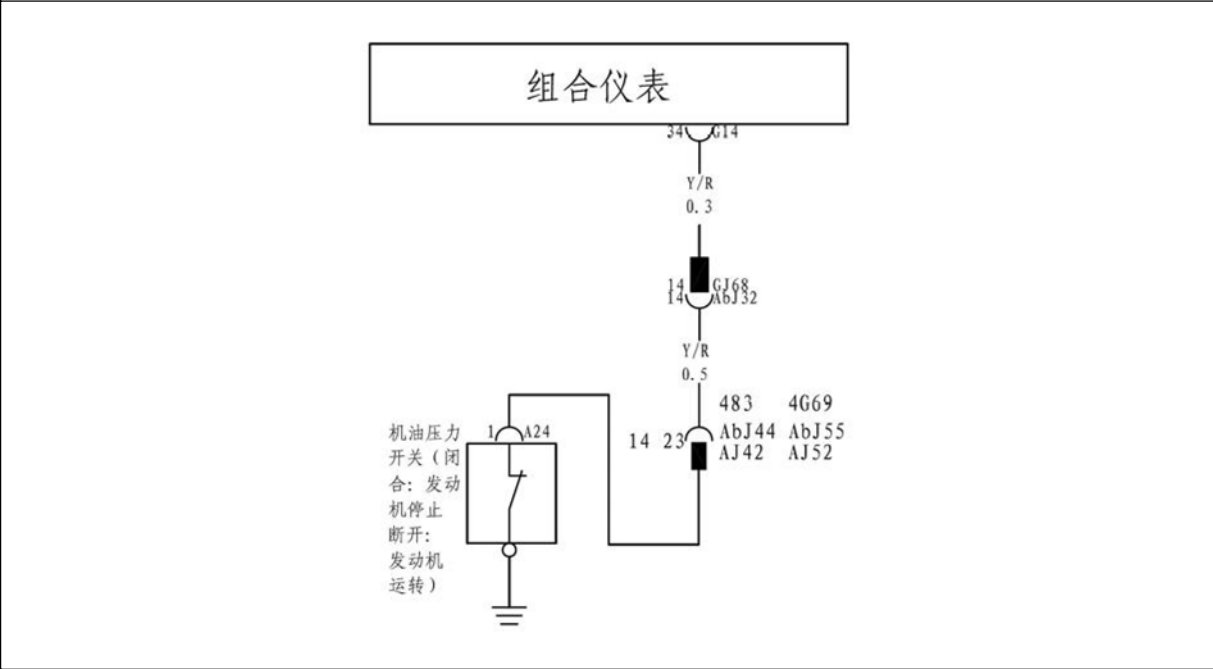 组合仪表
34 G14
Y/R
0.3
14 GJ68
14 AbJ32
Y/R
0.5
483 4G69
14 23 AbJ44 AbJ55
AJ42 AJ52
1 A24
机油压力
开关（闭
合：发动
机停止
断开：
发动机
运转）